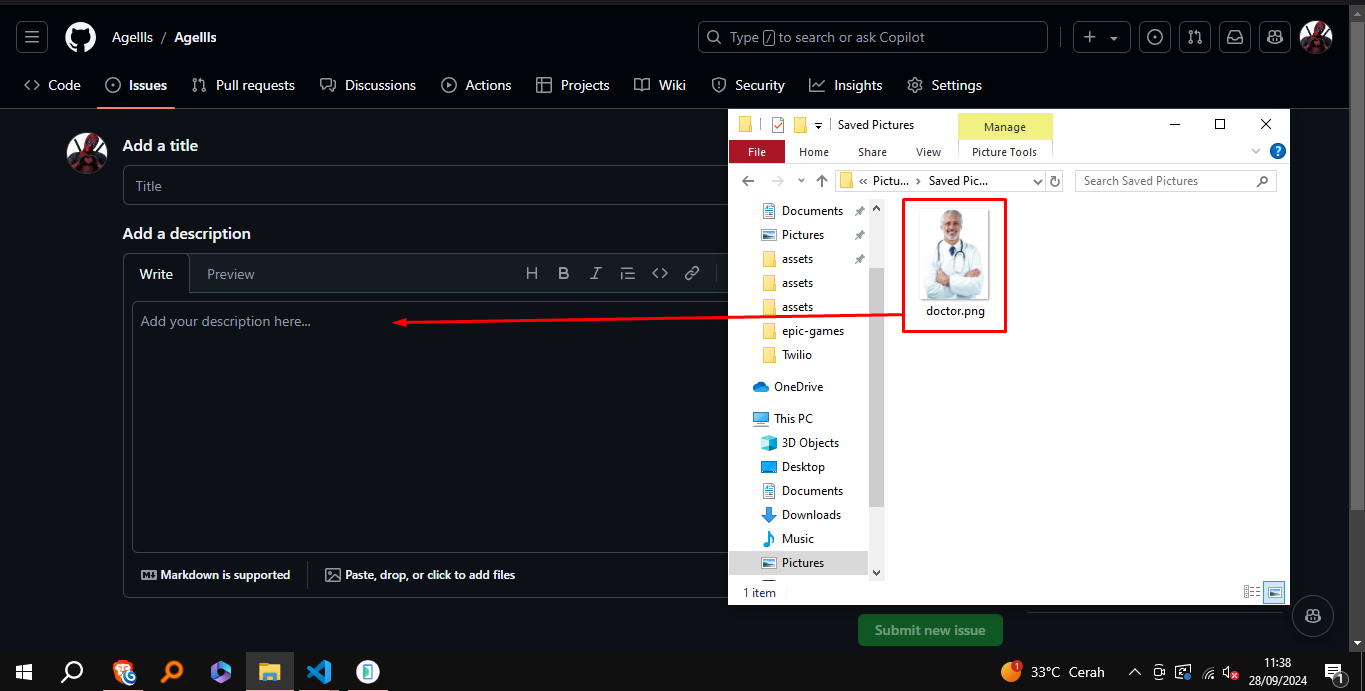 Agellls / Agellls
Type / to search or ask Copilot
Code
Issues
Pull requests
Discussions
Actions
Projects
Wiki
Security
Insights
Settings
Add a title
Title
Add a description
Write
Preview
H B I
Add your description here...
Markdown is supported
Paste, drop, or click to add files
Submit new issue
Saved Pictures
Manage
File
Home
Share
View
Picture Tools
?
« Pictu... › Saved Pic...
Search Saved Pictures
Documents
Pictures
assets
assets
assets
epic-games
Twilio
OneDrive
This PC
3D Objects
Desktop
Documents
Downloads
Music
Pictures
doctor.png
1 item
1
33°C Cerah
11:38
28/09/2024
1